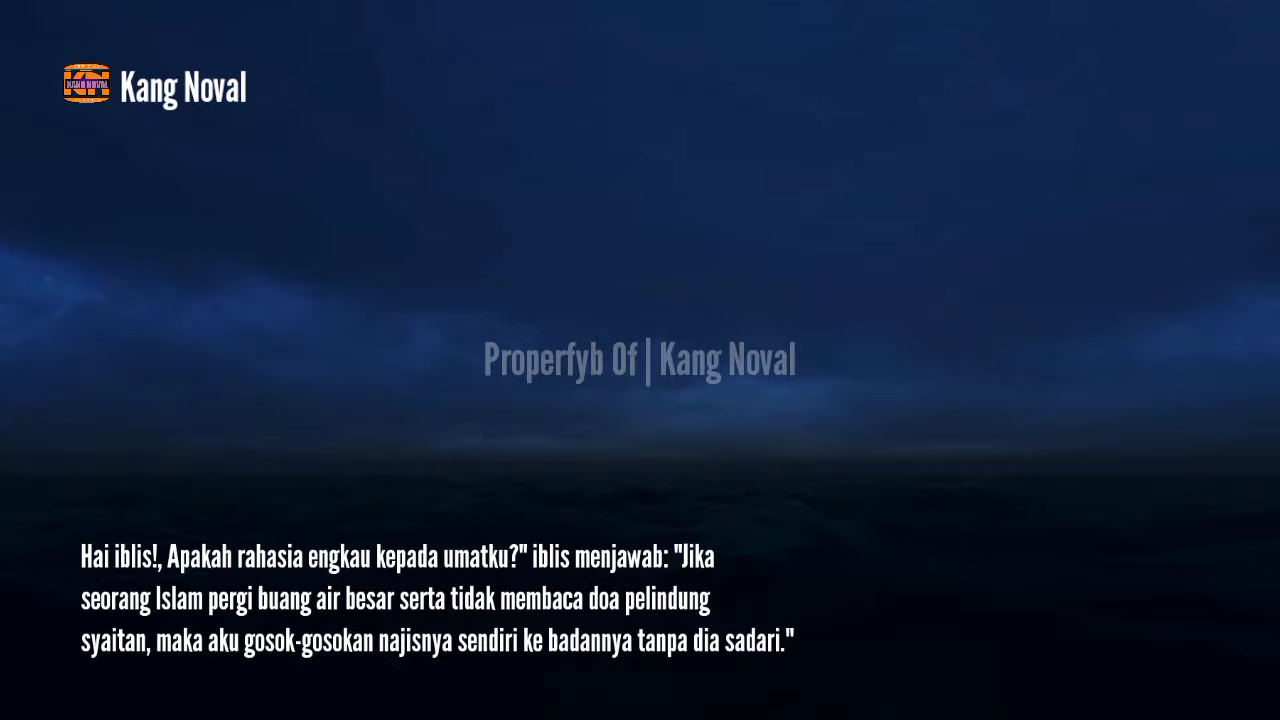 Kang Noval
Properfyb Of | Kang Noval
Hai iblis!, Apakah rahasia engkau kepada umatku?" iblis menjawab: "Jika
seorang Islam pergi buang air besar serta tidak membaca doa pelindung
syaitan, maka aku gosok-gosokan najisnya sendiri ke badannya tanpa dia sadari."